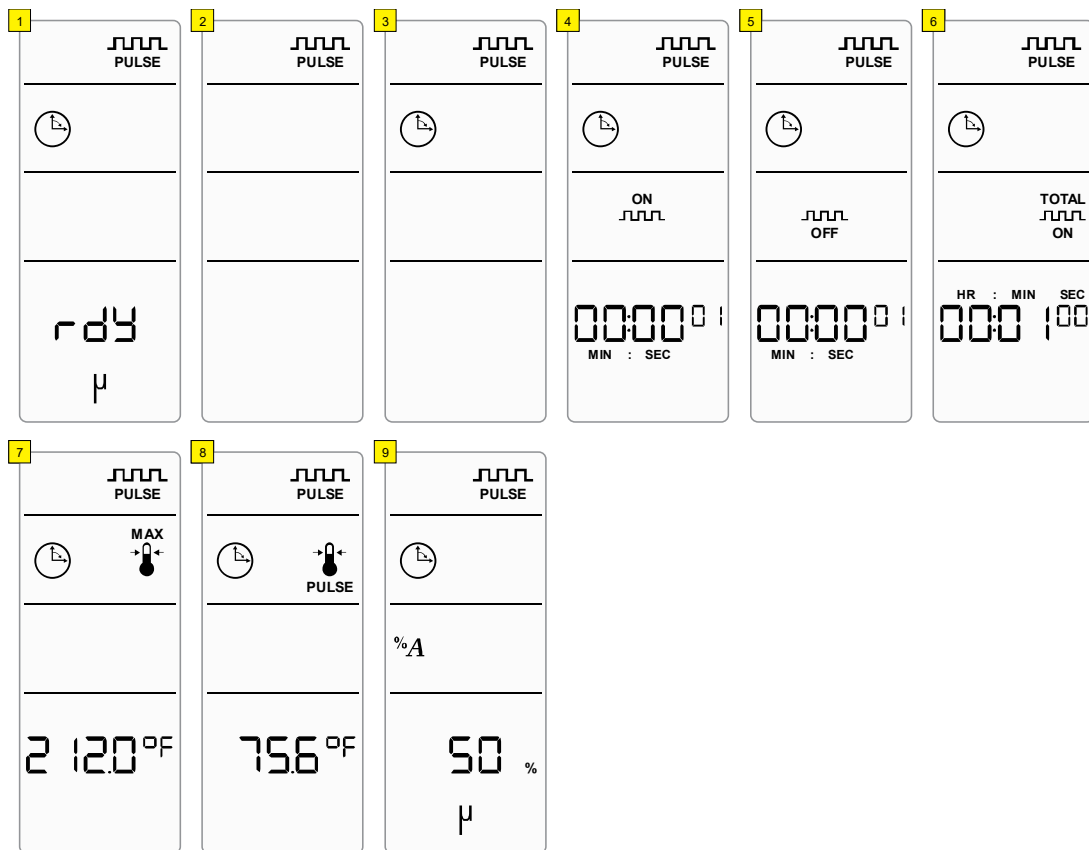 1
PULSE
rdy
µ
2
PULSE
3
PULSE
4
PULSE
ON
00:00 01
MIN : SEC
5
PULSE
OFF
00:00 01
MIN : SEC
6
PULSE
TOTAL
ON
HR : MIN SEC
00:01 00
7
PULSE
MAX
212.0°F
8
PULSE
PULSE
75.6°F
9
PULSE
%A
50 %
µ